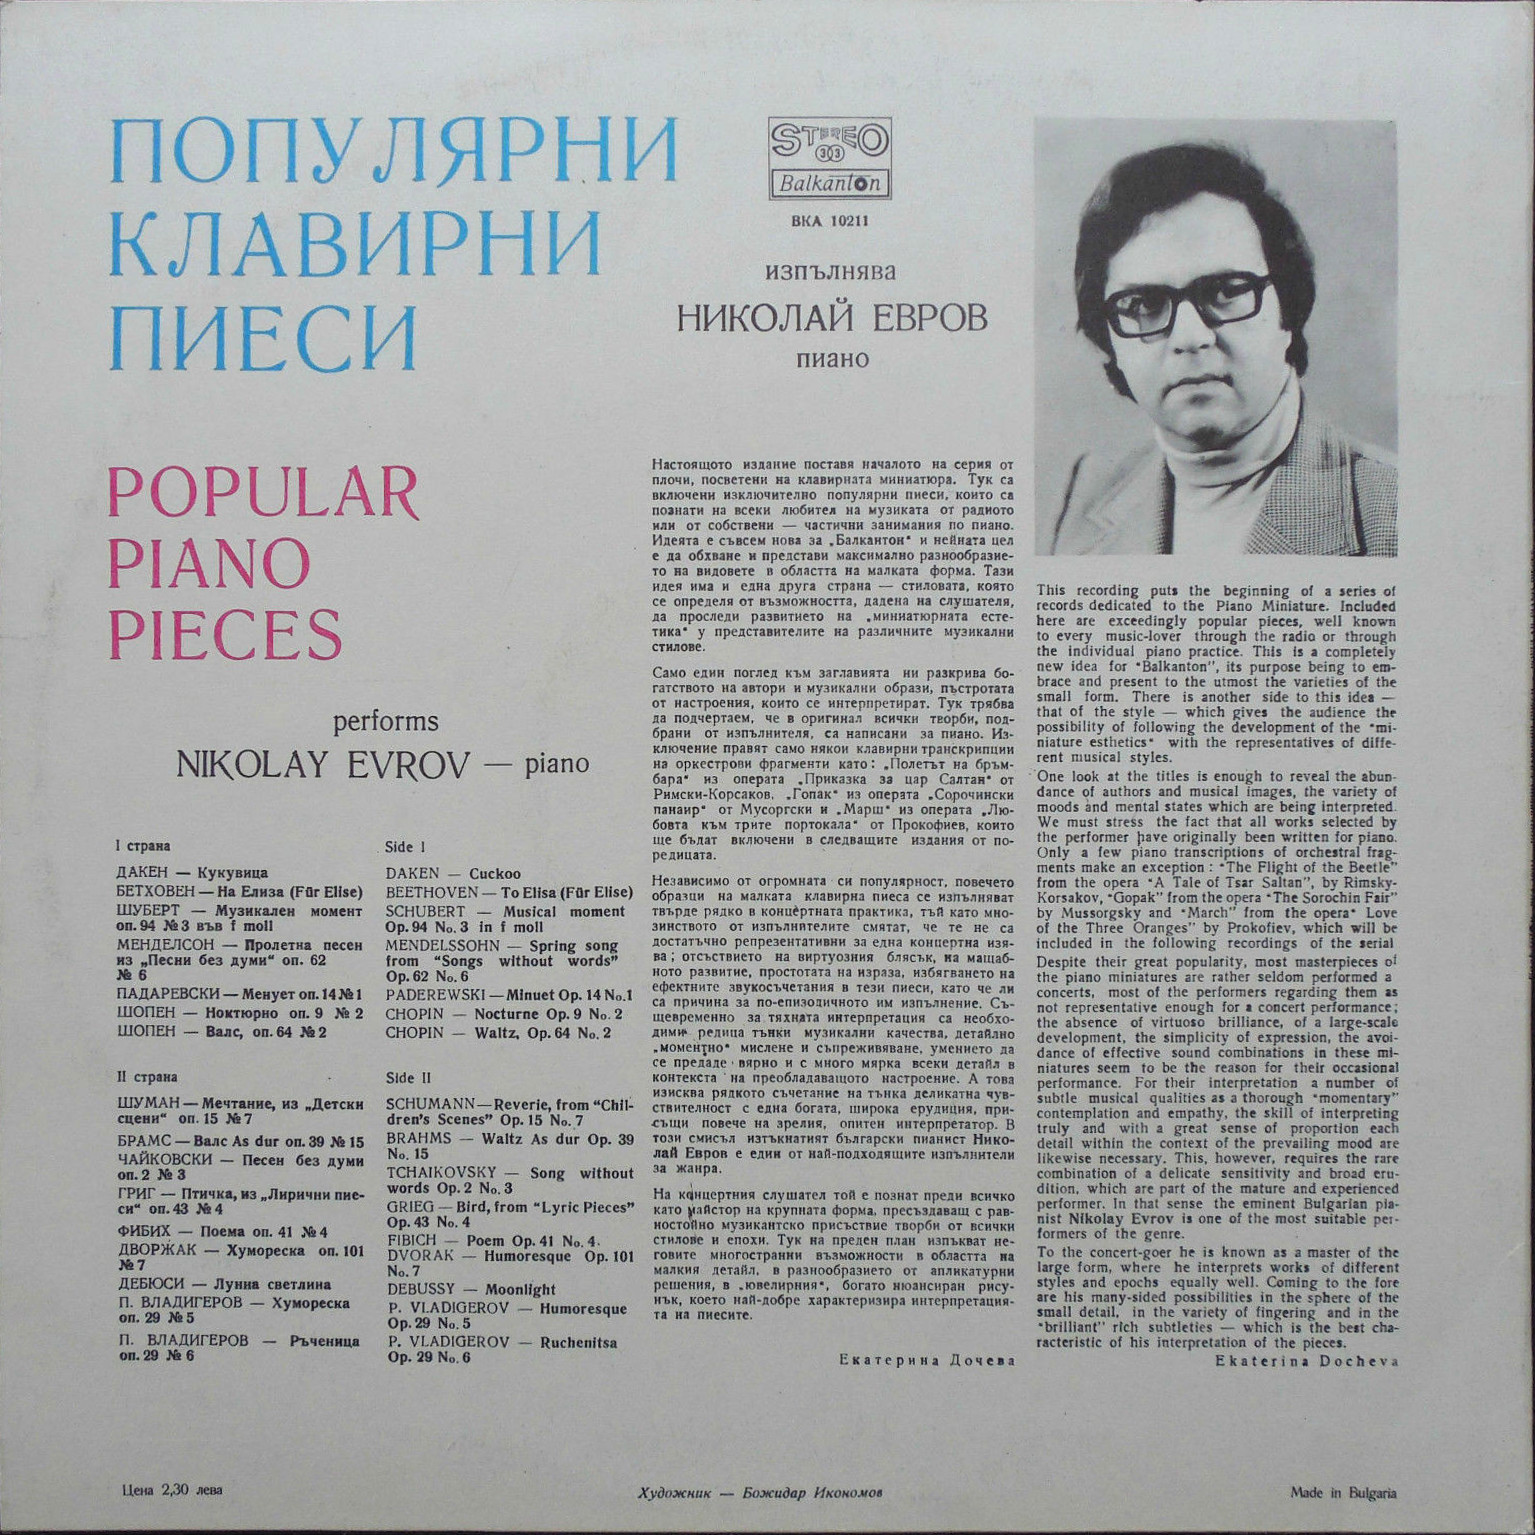 ПОПУЛЯРНИ
КЛАВИРНИ
ПИЕСИ
POPULAR
PIANO
PIECES
performs
NIKOLAY EVROV — piano
STEREO
33
Balkanton
ВКА 10211
изпълнява
НИКОЛАЙ ЕВРОВ
пиано
I страна
ДАКЕН — Кукувица
БЕТХОВЕН — На Елиза (Für Elise)
ШУБЕРТ — Музикален момент
оп. 94 №3 във f moll
МЕНДЕЛСОН — Пролетна песен
из „Песни без думи“ оп. 62
№ 6
ПАДАРЕВСКИ — Менует оп. 14 №1
ШОПЕН — Ноктюрно оп. 9 № 2
ШОПЕН — Валс, оп. 64 №2
II страна
ШУМАН — Мечтание, из „Детски
сцени“ оп. 15 №7
БРАМС — Валс As dur оп. 39 № 15
ЧАЙКОВСКИ — Песен без думи
оп. 2 № 3
ГРИГ — Птичка, из „Лирични пие-
си“ оп. 43 №4
ФИБИХ — Поема оп. 41 №4
ДВОРЖАК — Хумореска оп. 101
№7
ДЕБЮСИ — Лунна светлина
П. ВЛАДИГЕРОВ — Хумореска
оп. 29 №5
П. ВЛАДИГЕРОВ — Ръченица
оп. 29 № 6
Side I
DAKEN — Cuckoo
BEETHOVEN — To Elisa (Für Elise)
SCHUBERT — Musical moment
Op. 94 No. 3 in f moll
MENDELSSOHN — Spring song
from “Songs without words”
Op. 62 No. 6
PADEREWSKI — Minuet Op. 14 No. 1
CHOPIN — Nocturne Op. 9 No. 2
CHOPIN — Waltz, Op. 64 No. 2
Side II
SCHUMANN — Reverie, from “Chil-
dren's Scenes” Op. 15 No. 7
BRAHMS — Waltz As dur Op. 39
No. 15
TCHAIKOVSKY — Song without
words Op. 2 No. 3
GRIEG — Bird, from “Lyric Pieces”
Op. 43 No. 4
FIBICH — Poem Op. 41 No. 4.
DVORAK — Humoresque Op. 101
No. 7
DEBUSSY — Moonlight
P. VLADIGEROV — Humoresque
Op. 29 No. 5
P. VLADIGEROV — Ruchenitsa
Op. 29 No. 6
Настоящото издание поставя началото на серия от
плочи, посветени на клавирната миниатюра. Тук са
включени изключително популярни пиеси, които са
познати на всеки любител на музиката от радиото
или от собствени — частични занимания по пиано.
Идеята е съвсем нова за „Балкантон“ и нейната цел
е да обхване и представи максимално разнообразие-
то на видовете в областта на малката форма. Тази
идея има и една друга страна — стиловата, която
се определя от възможността, дадена на слушателя,
да проследи развитието на „миниатюрната есте-
тика“ у представителите на различните музикални
стилове.
Само един поглед към заглавията ни разкрива бо-
гатството на автори и музикални образи, пъстротата
от настроения, които се интерпретират. Тук трябва
да подчертаем, че в оригинал всички творби, под-
брани от изпълнителя, са написани за пиано. Из-
ключение правят само някои клавирни транскрипции
на оркестрови фрагменти като: „Полетът на бръм-
бара“ из операта „Приказка за цар Салтан“ от
Римски-Корсаков, „Гопак“ из операта „Сорочински
панаир“ от Мусоргски и „Марш“ из операта „Лю-
бовта към трите портокала“ от Прокофиев, които
ще бъдат включени в следващите издания от по-
редицата.
Независимо от огромната си популярност, повечето
образци на малката клавирна пиеса се изпълняват
твърде рядко в концертната практика, тъй като мно-
зинството от изпълнителите смятат, че те не са
достатъчно репрезентативни за една концертна изя-
ва; отсъствието на виртуозния блясък, на мащаб-
ното развитие, простотата на израза, избягването на
ефектните звукосъчетания в тези пиеси, като че ли
са причина за по-епизодичното им изпълнение. Съ-
щевременно за тяхната интерпретация са необхо-
дими редица тънки музикални качества, детайлно
„моментно“ мислене и съпреживяване, умението да
се предаде вярно и с много мярка всеки детайл в
контекста на преобладаващото настроение. А това
изисква рядкото съчетание на тънка деликатна чув-
ствителност с една богата, широка ерудиция, при-
същи повече на зрелия, опитен интерпретатор. В
този смисъл изтъкнатият български пианист Нико-
лай Евров е един от най-подходящите изпълнители
за жанра.
На концертния слушател той е познат преди всичко
като майстор на крупната форма, пресъздаващ с рав-
ностойно музикантско присъствие творби от всички
стилове и епохи. Тук на преден план изпъкват не-
говите многостранни възможности в областта на
малкия детайл, в разнообразието от апликатурни
решения, в „ювелирния“, богато нюансиран рису-
нък, което най-добре характеризира интерпретация-
та на пиесите.
Екатерина Дочева
This recording puts the beginning of a series of
records dedicated to the Piano Miniature. Included
here are exceedingly popular pieces, well known
to every music-lover through the radio or through
the individual piano practice. This is a completely
new idea for “Balkanton”, its purpose being to em-
brace and present to the utmost the varieties of the
small form. There is another side to this idea —
that of the style — which gives the audience the
possibility of following the development of the “mi-
niature esthetics” with the representatives of diffe-
rent musical styles.
One look at the titles is enough to reveal the abun-
dance of authors and musical images, the variety of
moods and mental states which are being interpreted.
We must stress the fact that all works selected by
the performer have originally been written for piano.
Only a few piano transcriptions of orchestral frag-
ments make an exception: “The Flight of the Beetle”
from the opera “A Tale of Tsar Saltan”, by Rimsky-
Korsakov, “Gopak” from the opera “The Sorochin Fair”
by Mussorgsky and “March” from the opera“ Love
of the Three Oranges” by Prokofiev, which will be
included in the following recordings of the serial
Despite their great popularity, most masterpieces of
the piano miniatures are rather seldom performed a
concerts, most of the performers regarding them as
not representative enough for a concert performance;
the absence of virtuoso brilliance, of a large-scale
development, the simplicity of expression, the avoi-
dance of effective sound combinations in these mi-
niatures seem to be the reason for their occasional
performance. For their interpretation a number of
subtle musical qualities as a thorough “momentary”
contemplation and empathy, the skill of interpreting
truly and with a great sense of proportion each
detail within the context of the prevailing mood are
likewise necessary. This, however, requires the rare
combination of a delicate sensitivity and broad eru-
dition, which are part of the mature and experienced
performer. In that sense the eminent Bulgarian pia-
nist Nikolay Evrov is one of the most suitable per-
formers of the genre.
To the concert-goer he is known as a master of the
large form, where he interprets works of different
styles and epochs equally well. Coming to the fore
are his many-sided possibilities in the sphere of the
small detail, in the variety of fingering and in the
“brilliant” rich subtleties — which is the best cha-
racteristic of his interpretation of the pieces.
Ekaterina Docheva
Цена 2,30 лева
Художник — Божидар Икономов
Made in Bulgaria